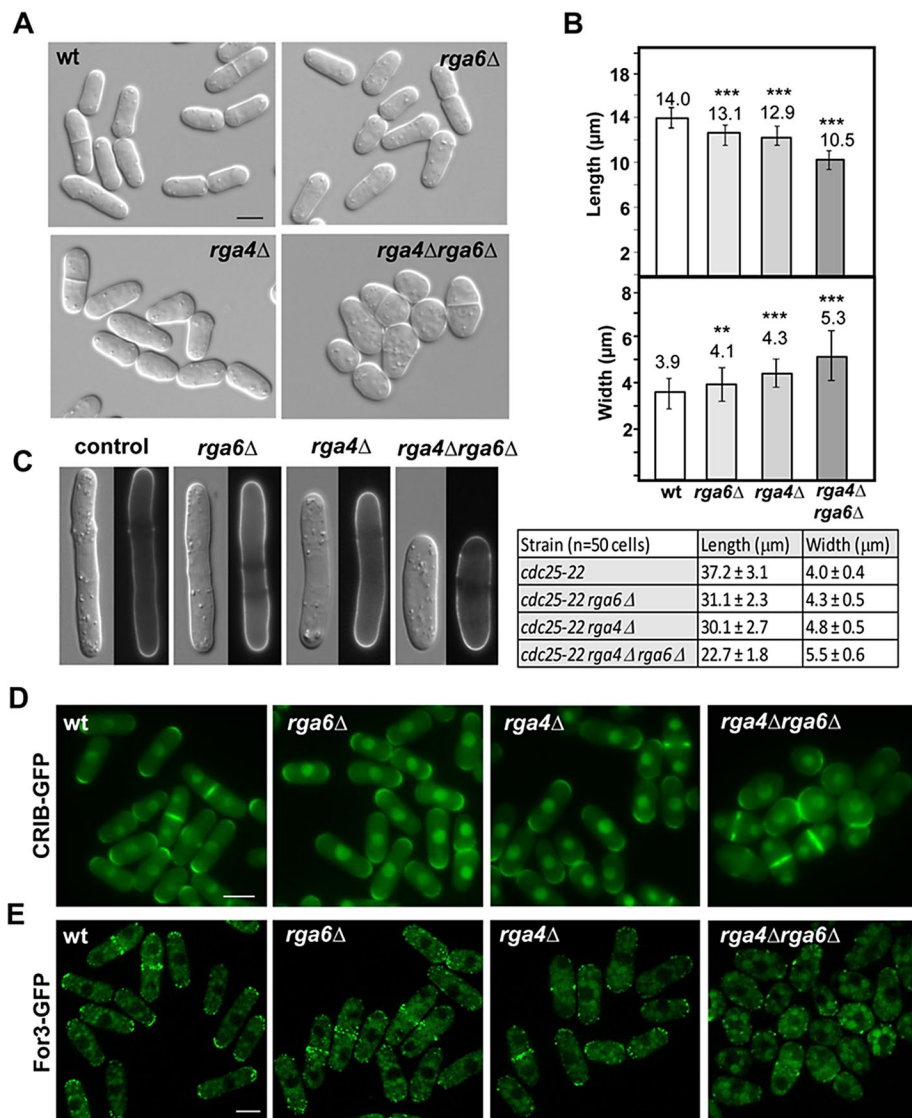 A
wt
rga6Δ
rga4Δ
rga4Δrga6Δ
B
Length (μm)
18
14
10
6
2
14.0
***
13.1
***
12.9
***
10.5
Width (μm)
8
6
4
2
3.9
**
4.1
***
4.3
***
5.3
wt
rga6Δ
rga4Δ
rga4Δ
rga6Δ
C
control
rga6Δ
rga4Δ
rga4Δrga6Δ
Strain (n=50 cells) Length (μm) Width (μm)
cdc25-22 37.2 ± 3.1 4.0 ± 0.4
cdc25-22 rga6Δ 31.1 ± 2.3 4.3 ± 0.5
cdc25-22 rga4Δ 30.1 ± 2.7 4.8 ± 0.5
cdc25-22 rga4Δ rga6Δ 22.7 ± 1.8 5.5 ± 0.6
D
CRIB-GFP
wt
rga6Δ
rga4Δ
rga4Δrga6Δ
E
For3-GFP
wt
rga6Δ
rga4Δ
rga4Δrga6Δ